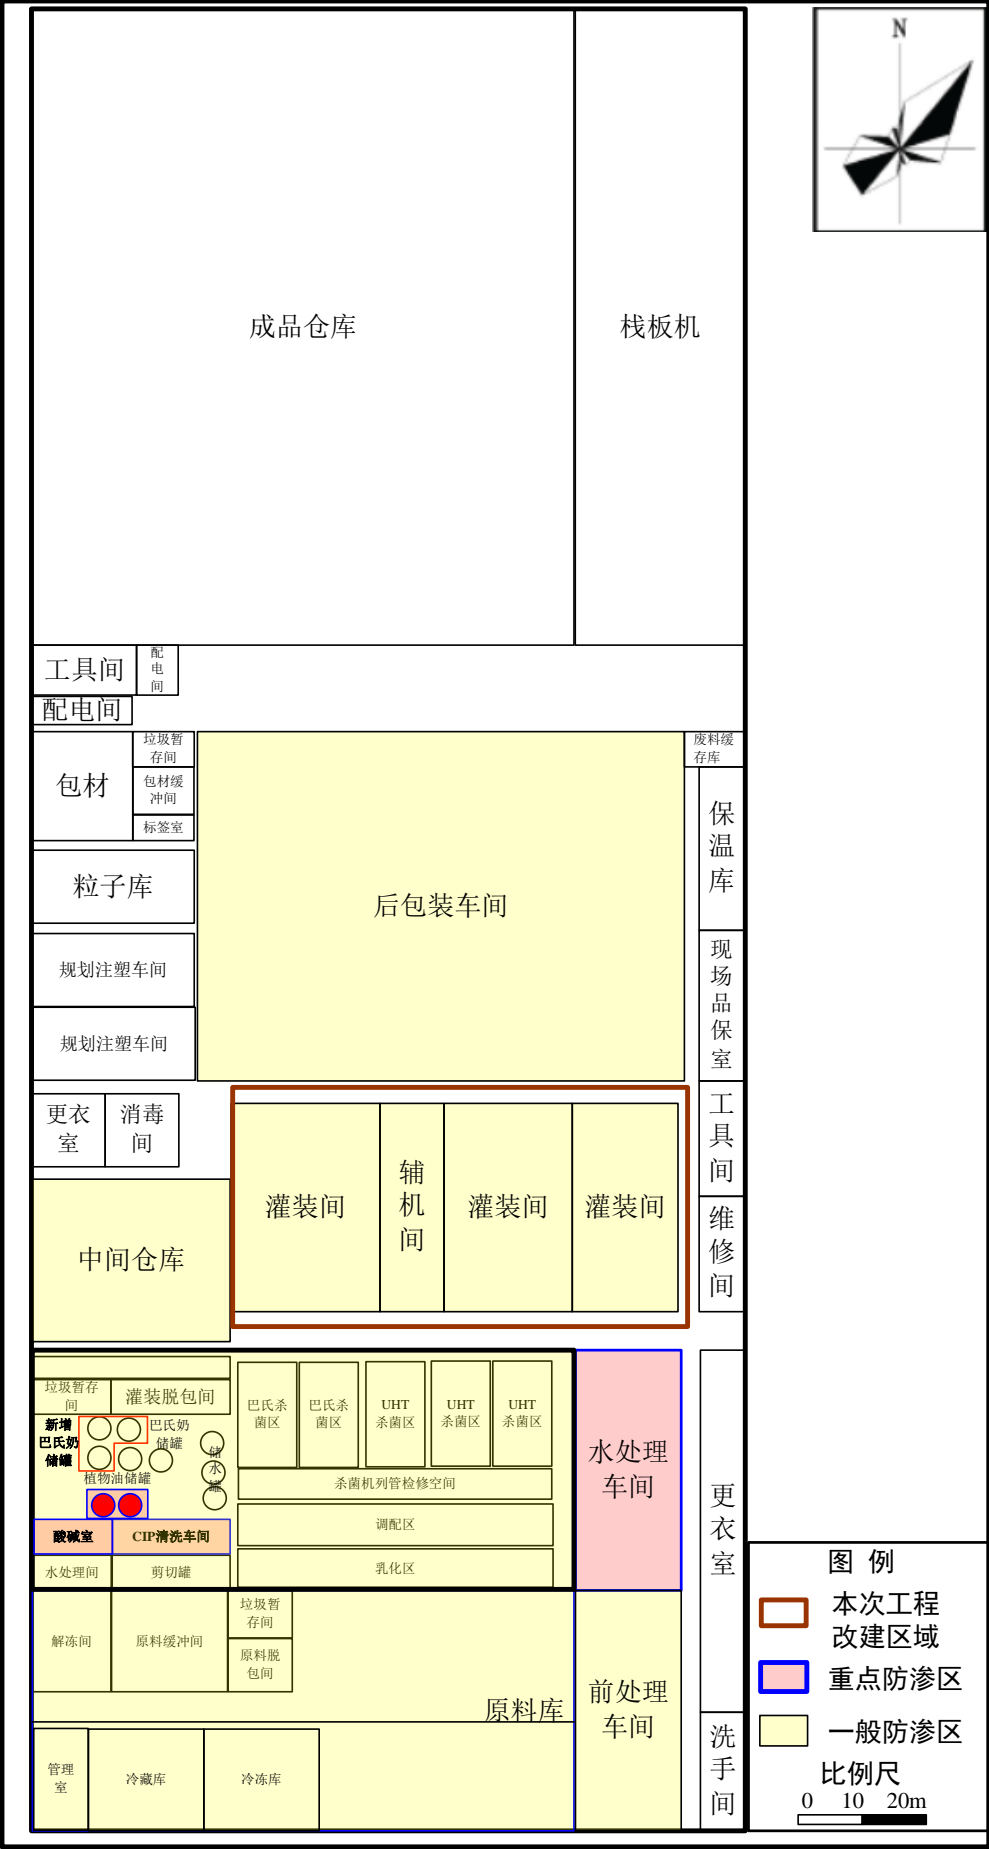 N
成品仓库
栈板机
工具间
配
电
间
配电间
包材
垃圾暂
存间
包材缓
冲间
标签室
废料缓
存库
保
温
库
粒子库
后包装车间
规划注塑车间
规划注塑车间
现
场
品
保
室
更衣
室
消毒
间
工
具
间
灌装间
辅
机
间
灌装间
灌装间
维
修
间
中间仓库
垃圾暂存
间
灌装脱包间
新增
巴氏奶
储罐
巴氏奶
储罐
植物油储罐
储
水
罐
巴氏杀
菌区
巴氏杀
菌区
UHT
杀菌区
UHT
杀菌区
UHT
杀菌区
杀菌机列管检修空间
调配区
乳化区
酸碱室
CIP清洗车间
水处理间
剪切罐
水处理
车间
更
衣
室
解冻间
原料缓冲间
垃圾暂
存间
原料脱
包间
原料库
前处理
车间
管理
室
冷藏库
冷冻库
洗
手
间
图 例
本次工程
改建区域
重点防渗区
一般防渗区
比例尺
0 10 20m